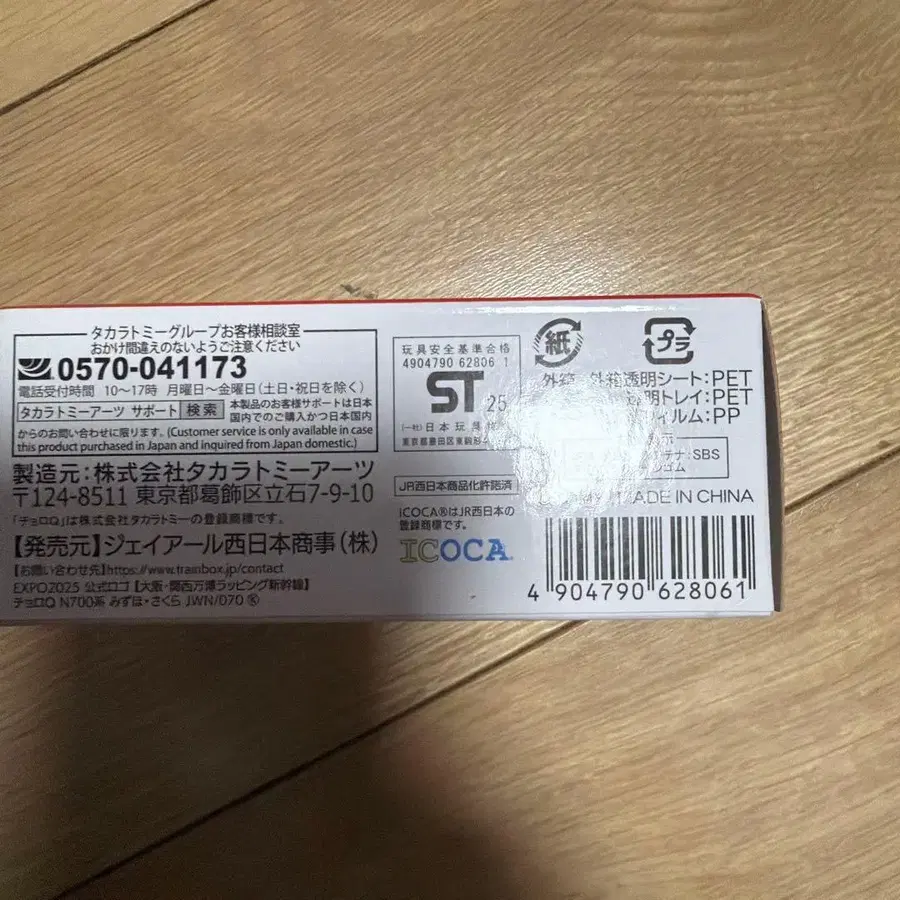 タカラトミーグループお客様相談室
おかけ間違えのないようご注意ください
0570-041173
電話受付時間 10〜17時 月曜日〜金曜日(土日・祝日を除く)
タカラトミーアーツ サポート 検索
本製品のお客様サポートは日本
国内でのご購入かつ日本国内
からのお問い合わせに限ります。(Customer service is only available in case
this product purchased in Japan and inquired from Japan domestic.)
製造元:株式会社タカラトミーアーツ
〒124-8511 東京都葛飾区立石7-9-10
「チョロQ」は株式会社タカラトミーの登録商標です。
【発売元】ジェイアール西日本商事(株)
【お問い合わせ先】https://www.trainbox.jp/contact
EXPO2025 公式ロゴ【大阪・関西万博ラッピング新幹線】
チョロQ N700系 みずほ・さくら JWN/070 Ⓚ
玩具安全基準合格
4904790 62806 1
ST 25
(一社)日本玩具
東京都墨田区東駒形
JR西日本商品化許諾済
ICOCA®はJR西日本の
登録商標です。
ICOCA
紙
プラ
外箱 外箱透明シート:PET
明トレイ:PET
ィルム:PP
示
テナ:SBS
ゴム
MADE IN CHINA
4 904790 628061